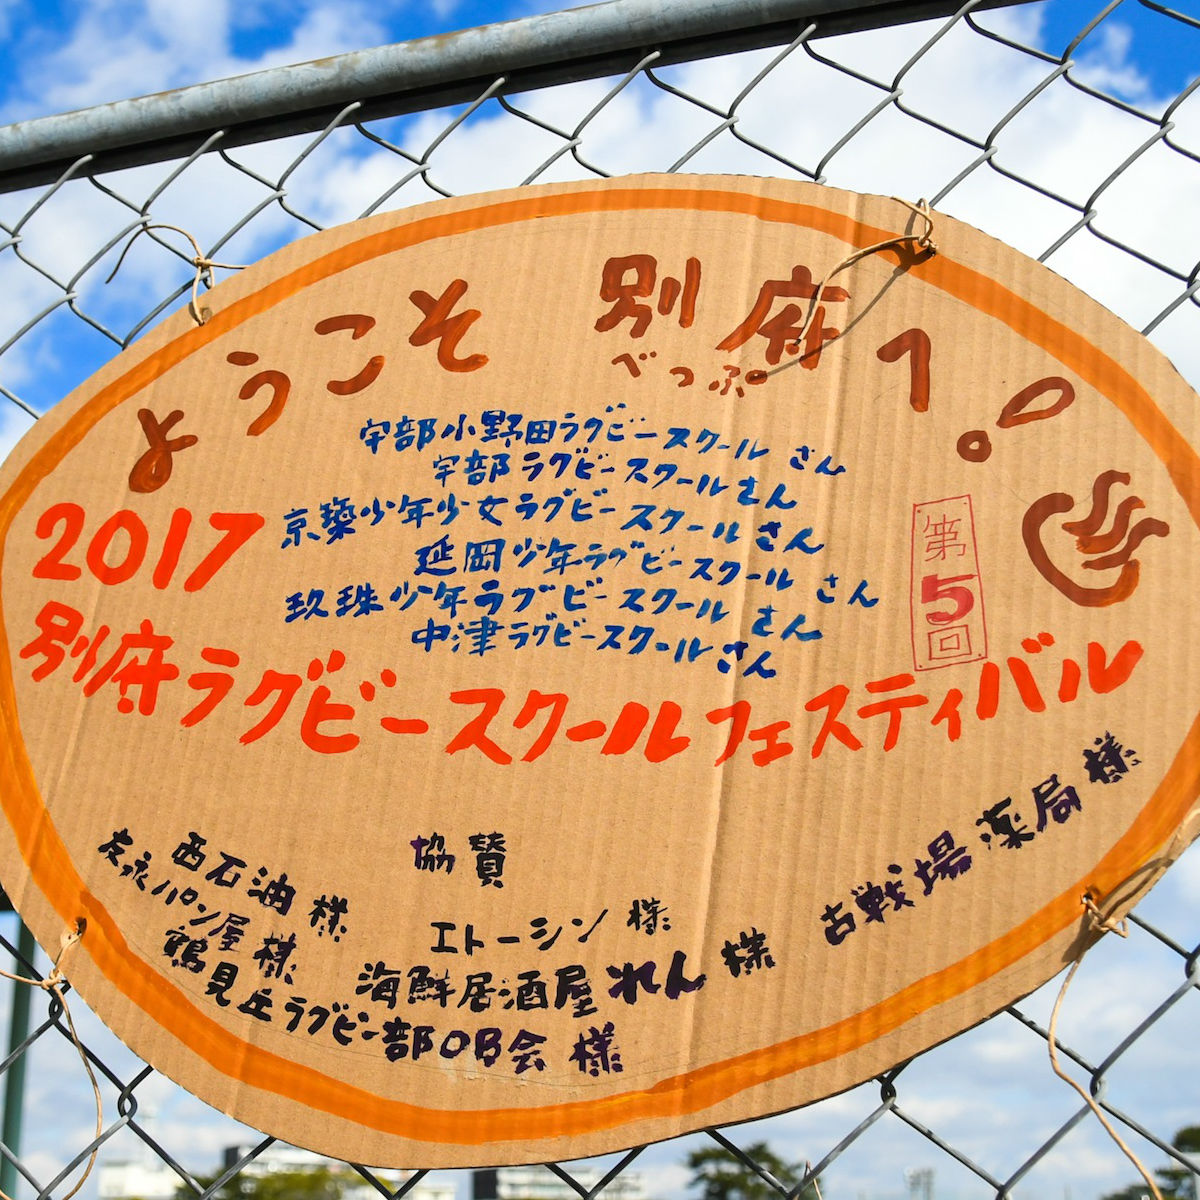 ようこそ 別府へ!
べっぷ
宇部小野田ラグビースクール さん
宇部ラグビースクールさん
京築少年少女ラグビースクールさん
延岡少年ラグビースクール さん
玖珠少年ラグビースクール さん
中津ラグビースクールさん
第
5
回
2017
別府ラグビースクールフェスティバル
協賛
西石油 様
友永パン屋 様
鶴見丘ラグビー部OB会 様
エトーシン 様
海鮮居酒屋れん 様
古戦場薬局 様